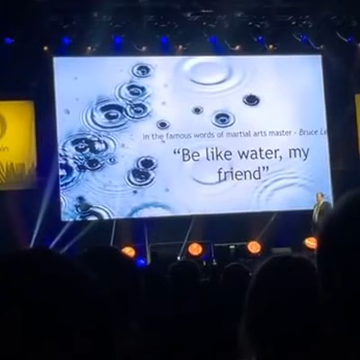 in the famous words of martial arts master - Bruce Le
“Be like water, my
friend”